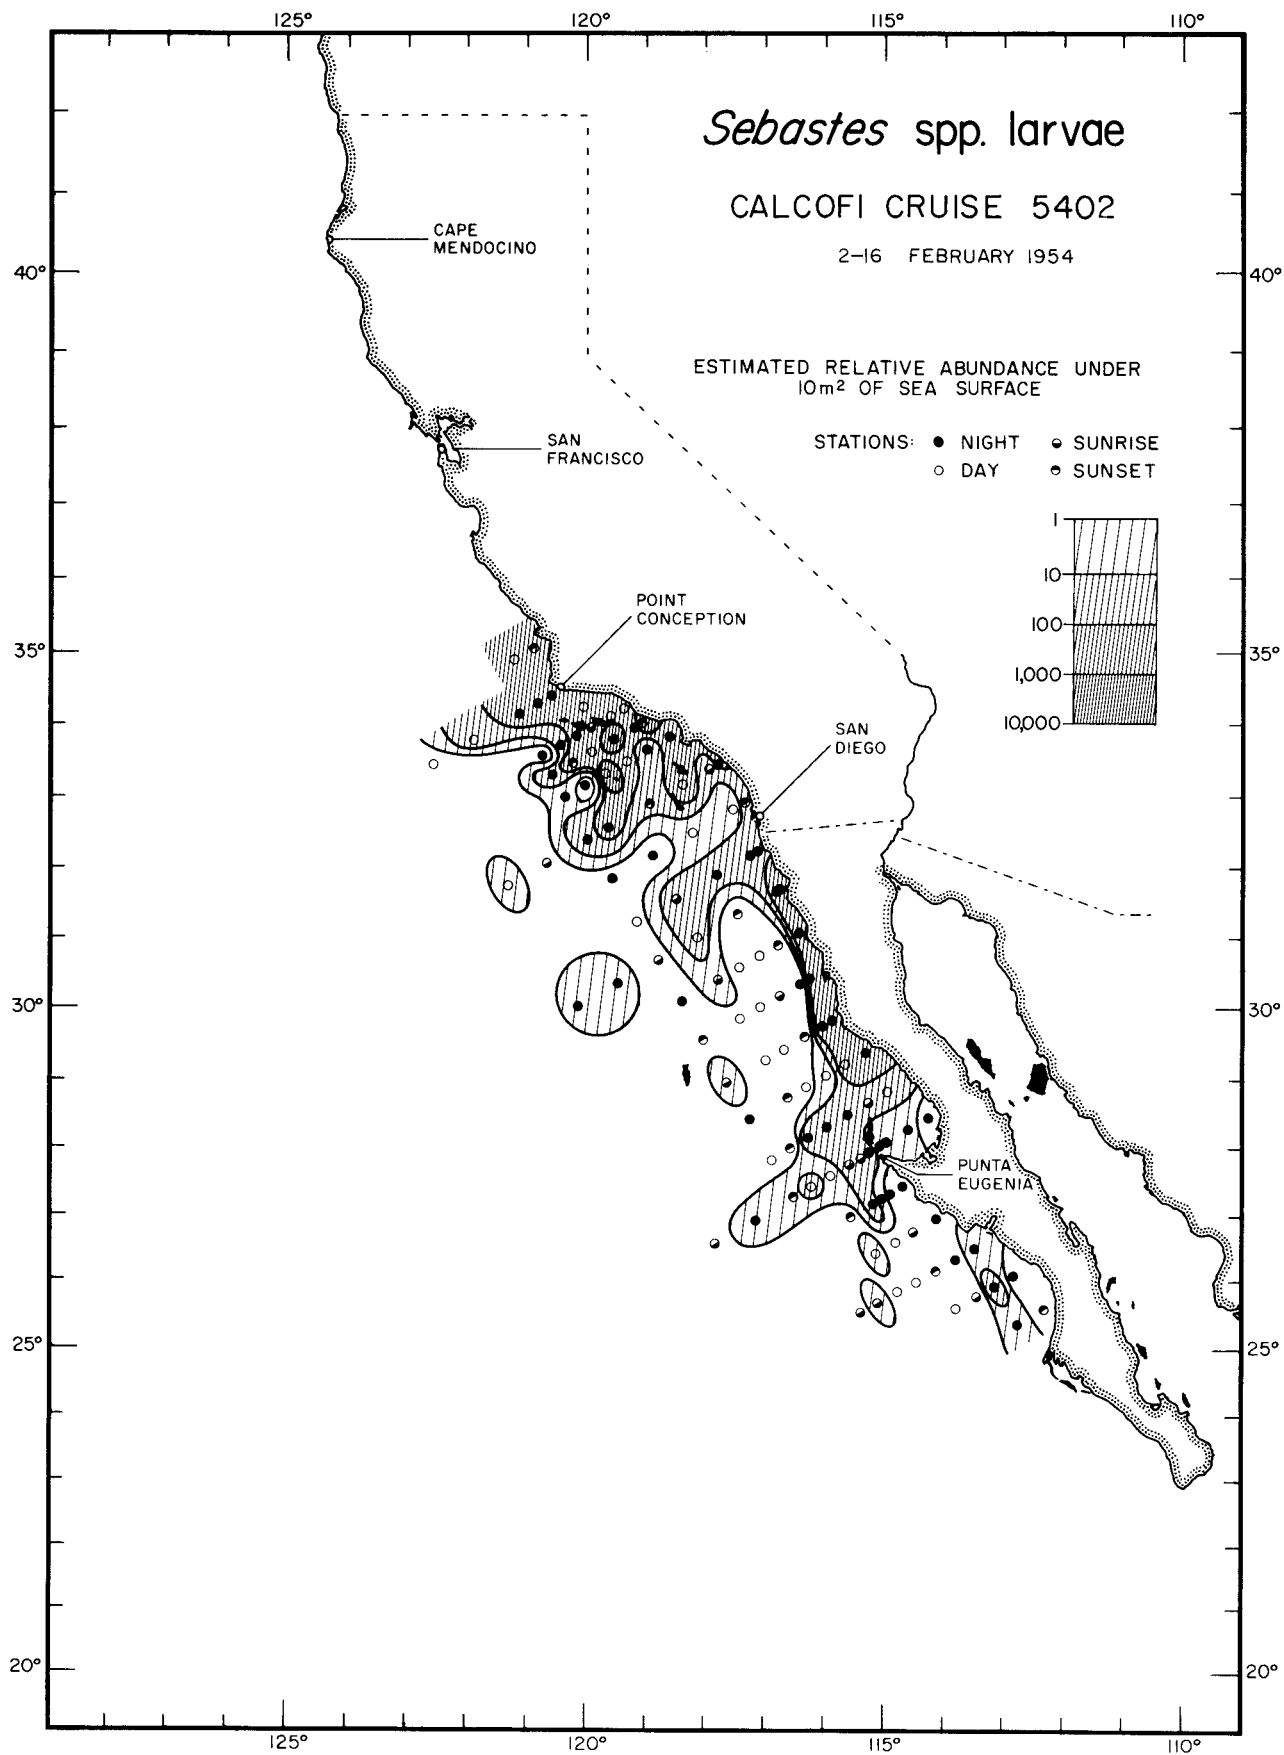 125° 120° 115° 110°
Sebastes spp. larvae
CALCOFI CRUISE 5402
2–16 FEBRUARY 1954
CAPE
MENDOCINO
40° 40°
ESTIMATED RELATIVE ABUNDANCE UNDER
10m² OF SEA SURFACE
STATIONS: ● NIGHT ◒ SUNRISE
○ DAY ◓ SUNSET
SAN
FRANCISCO
1
10
100
1,000
10,000
POINT
CONCEPTION
35° 35°
SAN
DIEGO
30° 30°
PUNTA
EUGENIA
25° 25°
20° 20°
125° 120° 115° 110°